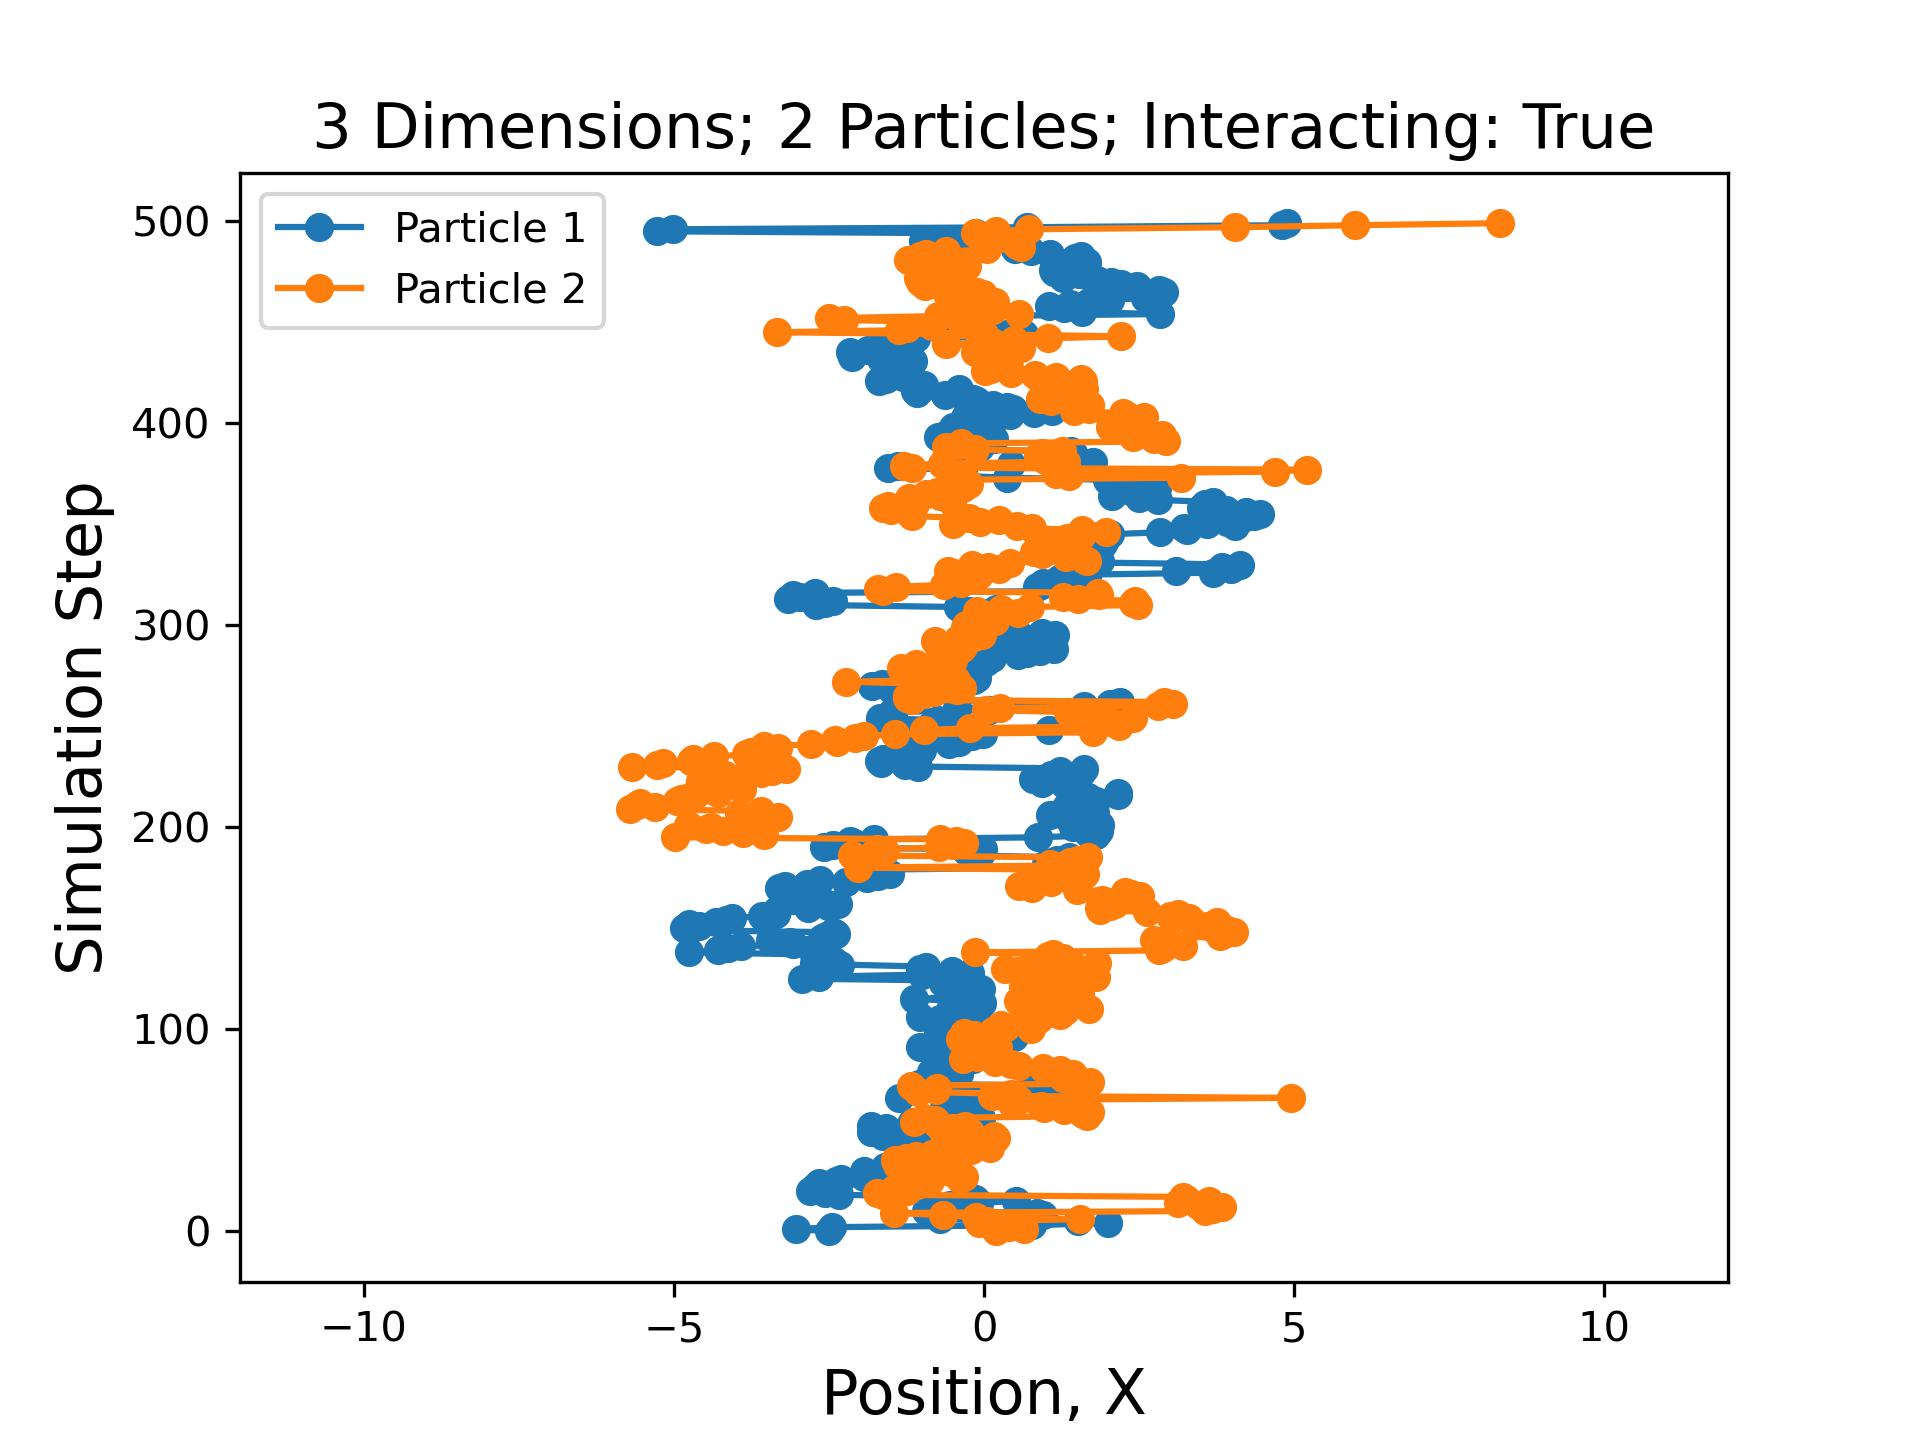 3 Dimensions; 2 Particles; Interacting: True
Particle 1
Particle 2
Simulation Step
500
400
300
200
100
0
−10
−5
0
5
10
Position, X